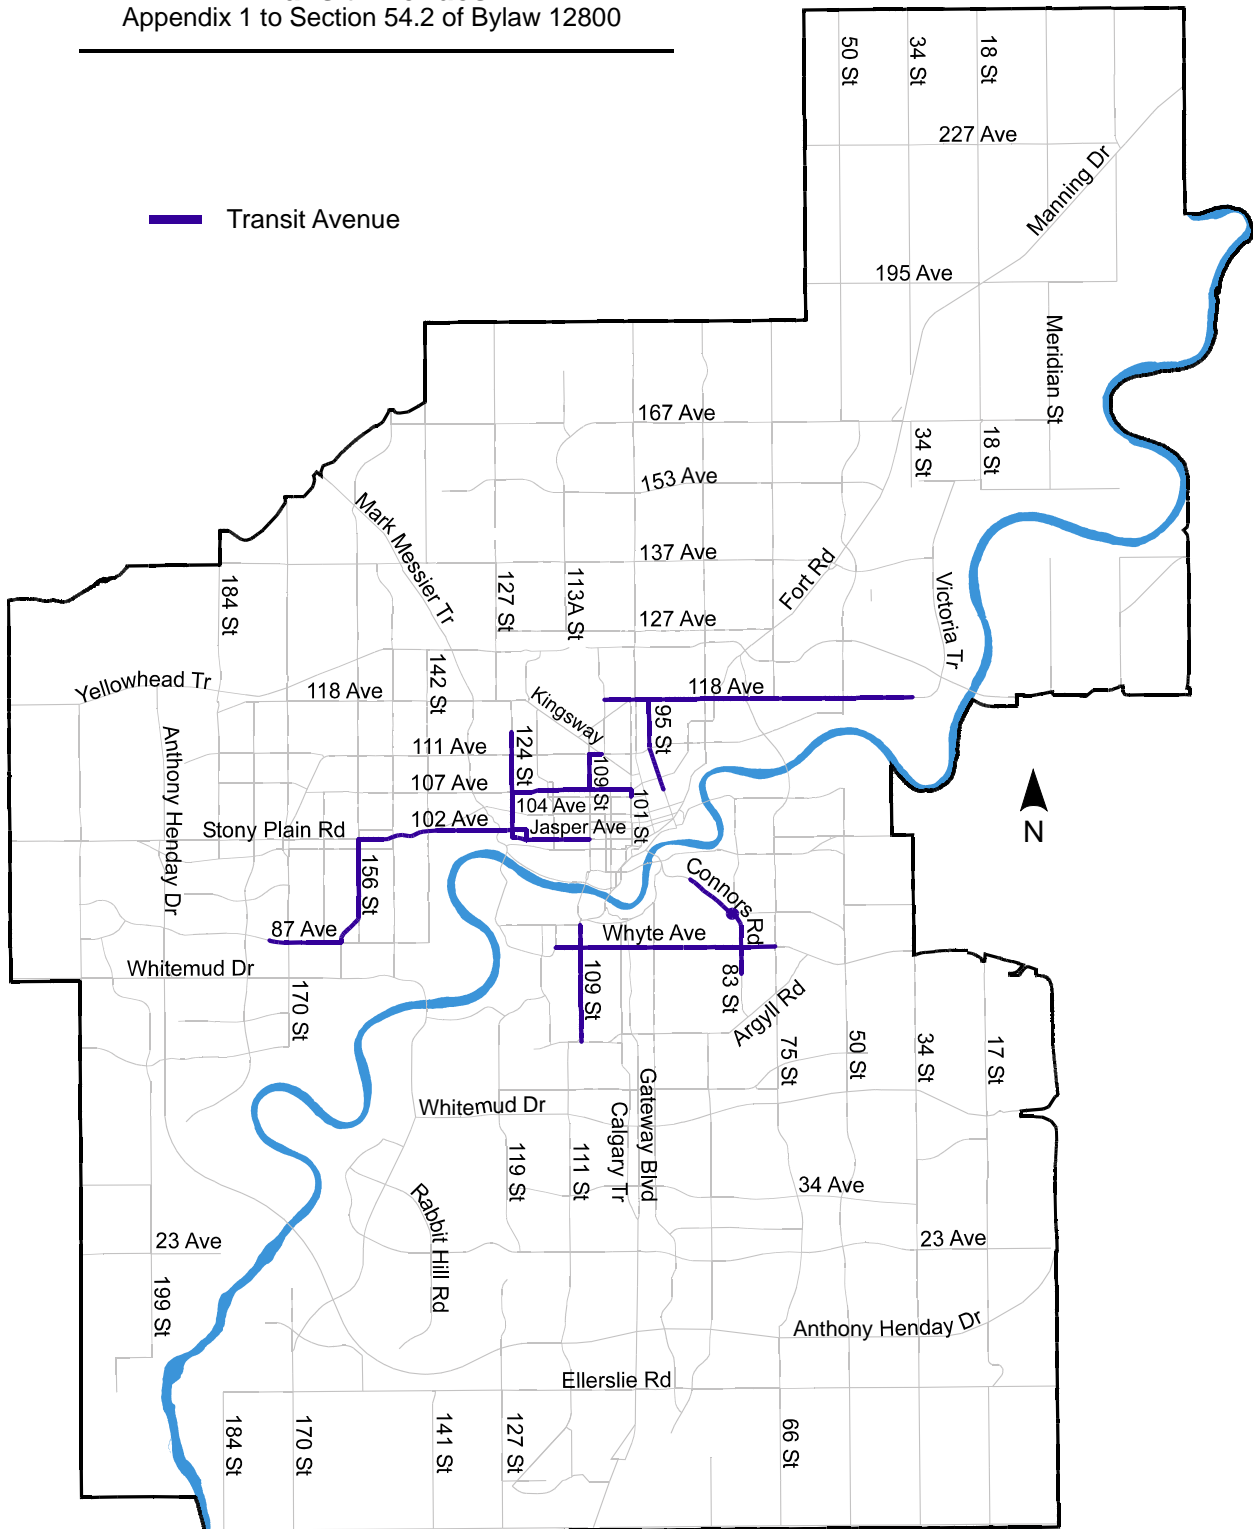 Appendix 1 to Section 54.2 of Bylaw 12800
50 St
34 St
18 St
227 Ave
Manning Dr
Transit Avenue
195 Ave
Meridian St
167 Ave
34 St
18 St
153 Ave
Mark Messier Tr
137 Ave
Fort Rd
184 St
127 St
113A St
Victoria Tr
127 Ave
142 St
Yellowhead Tr
118 Ave
118 Ave
Kingsway
95 St
Anthony Henday Dr
111 Ave
124 St
109 St
107 Ave
101 St
104 Ave
102 Ave
Jasper Ave
Stony Plain Rd
N
156 St
Connors Rd
87 Ave
Whyte Ave
Whitemud Dr
109 St
83 St
170 St
Argyll Rd
75 St
50 St
34 St
17 St
Whitemud Dr
Gateway Blvd
Calgary Tr
119 St
111 St
34 Ave
Rabbit Hill Rd
23 Ave
23 Ave
199 St
Anthony Henday Dr
Ellerslie Rd
184 St
170 St
141 St
127 St
66 St